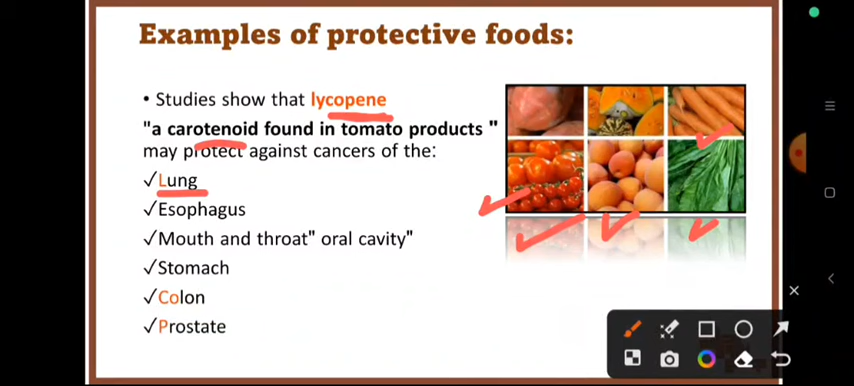 Examples of protective foods:
• Studies show that lycopene
"a carotenoid found in tomato products "
may protect against cancers of the:
✓Lung
✓Esophagus
✓Mouth and throat" oral cavity"
✓Stomach
✓Colon
✓Prostate